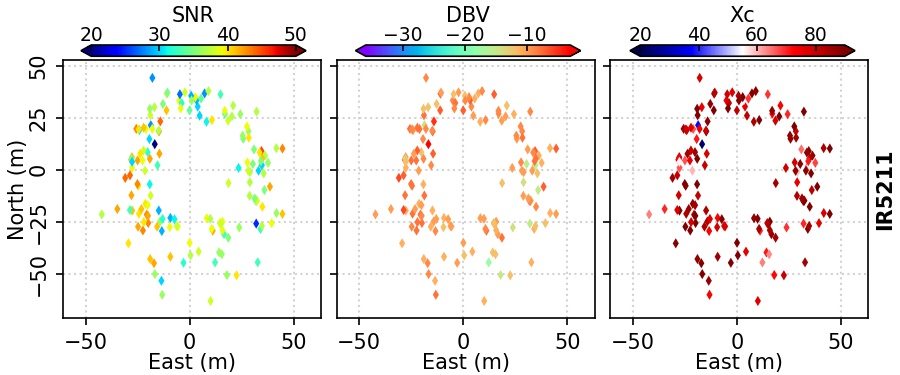 SNR DBV Xc
20 30 40 50 −30 −20 −10 20 40 60 80
50
25
0
−25
−50
North (m)
−50 0 50 −50 0 50 −50 0 50
East (m) East (m) East (m)
IR5211